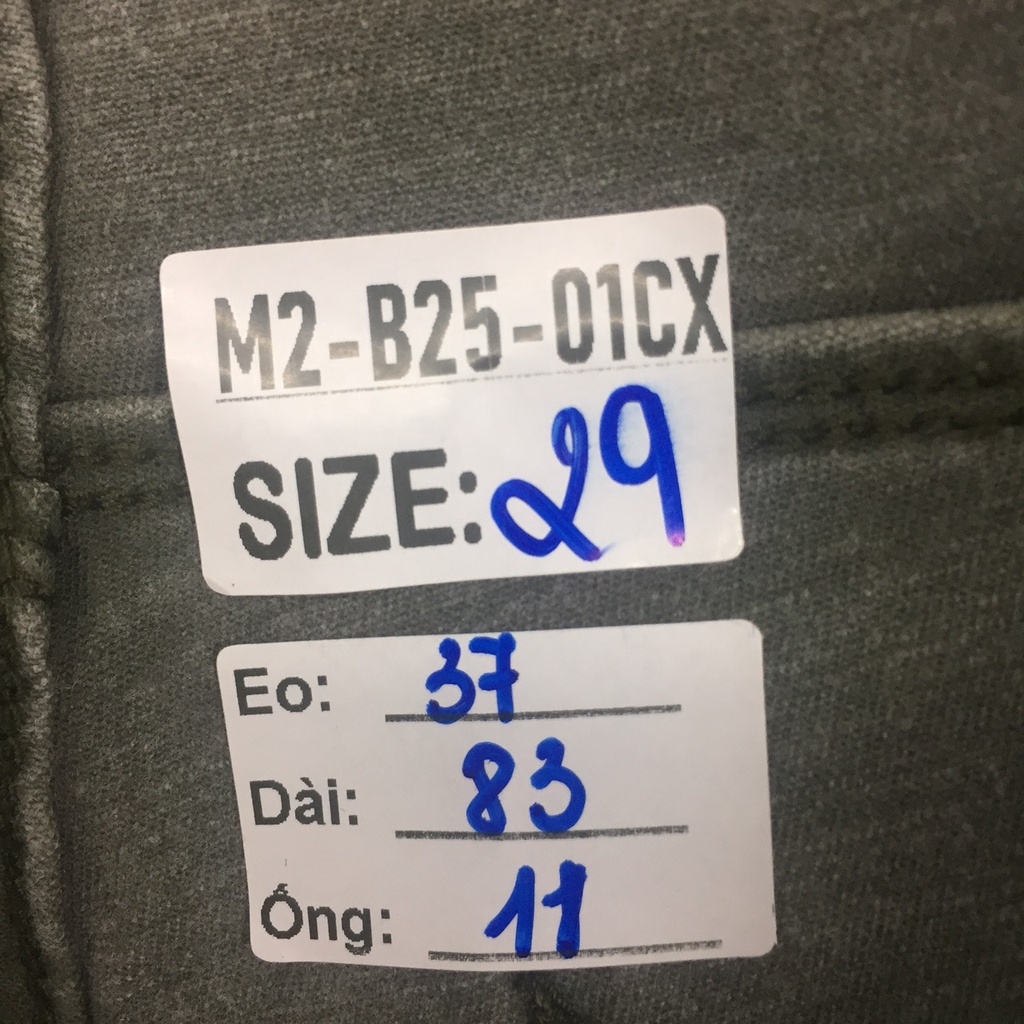 M2-B25-01CX
SIZE: 29
Eo: 37
Dài: 83
Ống: 11